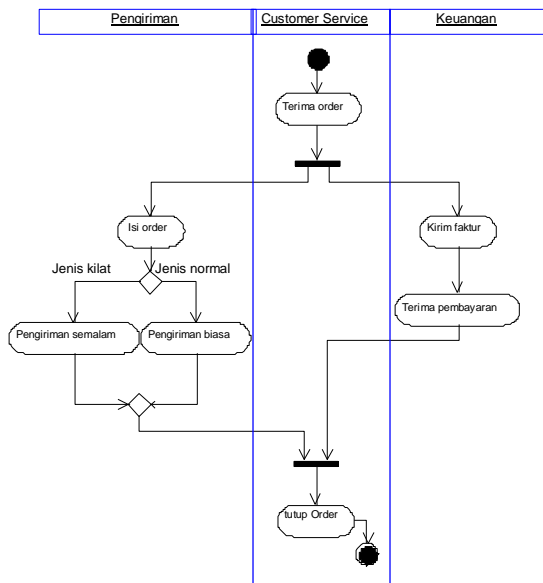 Pengiriman
Customer Service
Keuangan
Terima order
Isi order
Kirim faktur
Jenis kilat
Jenis normal
Terima pembayaran
Pengiriman semalam
Pengiriman biasa
tutup Order